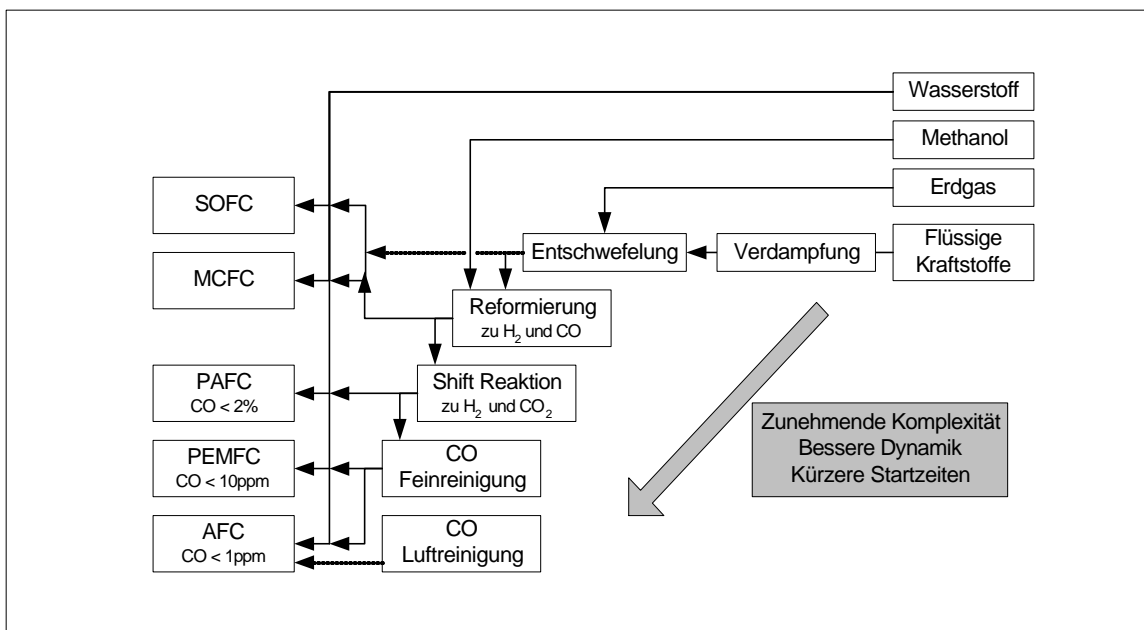 Wasserstoff
Methanol
Erdgas
Flüssige
Kraftstoffe
Verdampfung
Entschwefelung
Reformierung
zu H₂ und CO
Shift Reaktion
zu H₂ und CO₂
CO
Feinreinigung
CO
Luftreinigung
SOFC
MCFC
PAFC
CO < 2%
PEMFC
CO < 10ppm
AFC
CO < 1ppm
Zunehmende Komplexität
Bessere Dynamik
Kürzere Startzeiten